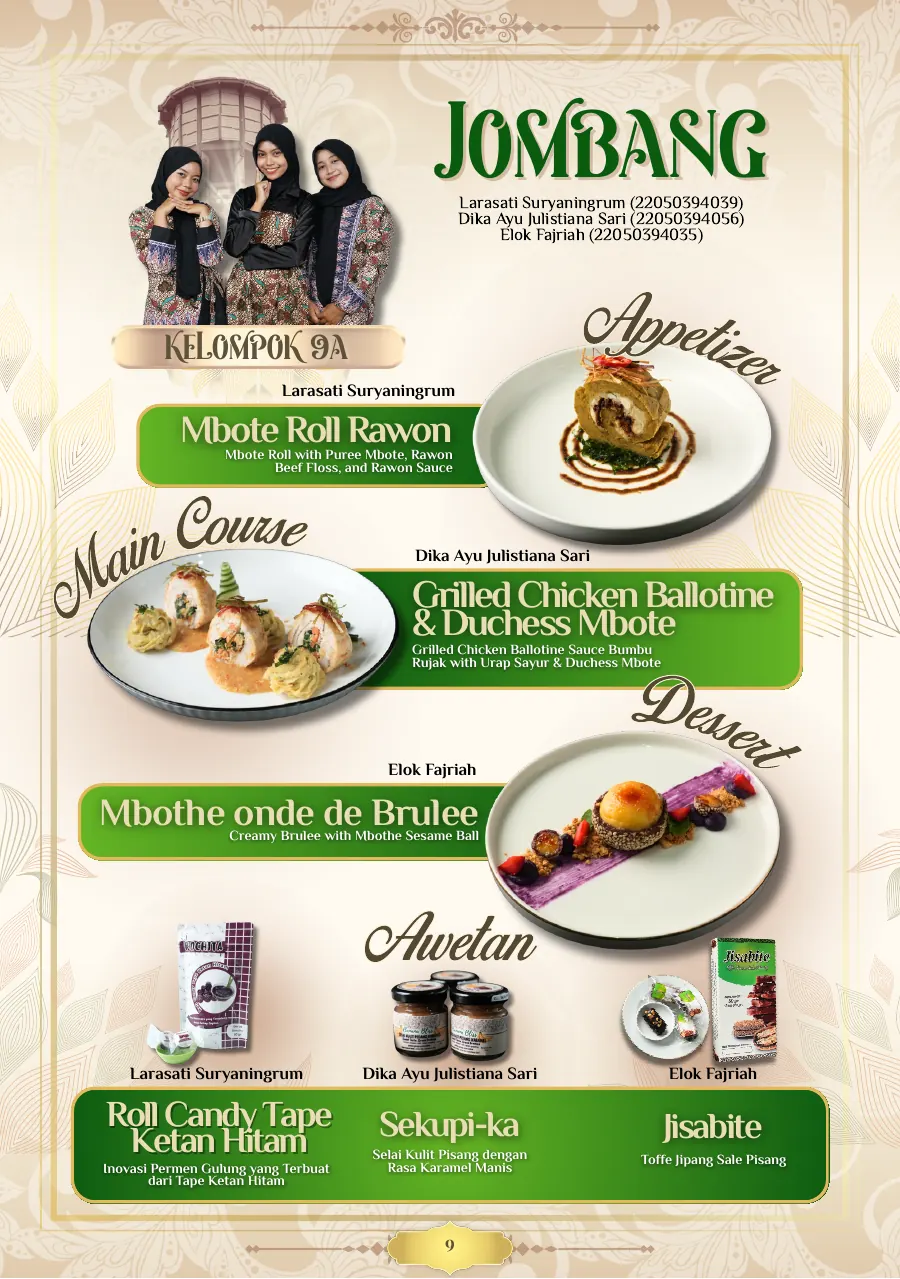 JOMBANG
Larasati Suryaningrum (22050394039)
Dika Ayu Julistiana Sari (22050394056)
Elok Fajriah (22050394035)
KELOMPOK 9A
Appetizer
Larasati Suryaningrum
Mbote Roll Rawon
Mbote Roll with Puree Mbote, Rawon
Beef Floss, and Rawon Sauce
Main Course
Dika Ayu Julistiana Sari
Grilled Chicken Ballotine
& Duchess Mbote
Grilled Chicken Ballotine Sauce Bumbu
Rujak with Urap Sayur & Duchess Mbote
Dessert
Elok Fajriah
Mbothe onde de Brulee
Creamy Brulee with Mbothe Sesame Ball
Awetan
Jisabite
Larasati Suryaningrum
Roll Candy Tape
Ketan Hitam
Inovasi Permen Gulung yang Terbuat
dari Tape Ketan Hitam
Dika Ayu Julistiana Sari
Sekupi-ka
Selai Kulit Pisang dengan
Rasa Karamel Manis
Elok Fajriah
Jisabite
Toffe Jipang Sale Pisang
9